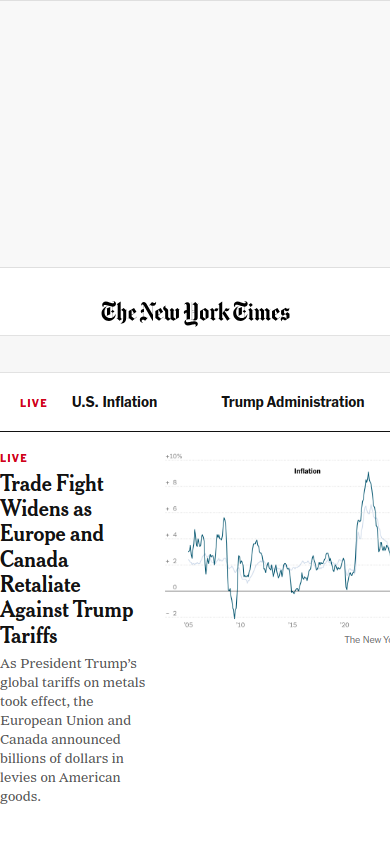 The New York Times
LIVE U.S. Inflation Trump Administration
LIVE
Trade Fight
Widens as
Europe and
Canada
Retaliate
Against Trump
Tariffs
As President Trump's
global tariffs on metals
took effect, the
European Union and
Canada announced
billions of dollars in
levies on American
goods.
+10%
Inflation
+ 8
+ 6
+ 4
+ 2
0
− 2
'05 '10 '15 '20
The New Yo